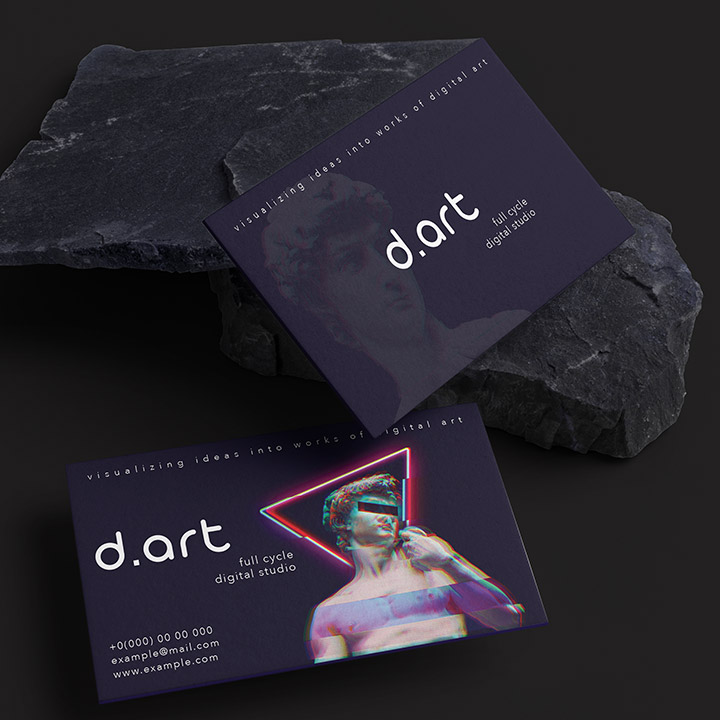 visualizing ideas into works of digital art
d.art
full cycle
digital studio
visualizing ideas into works of digital art
d.art
full cycle
digital studio
+0(000) 00 00 000
example@mail.com
www.example.com